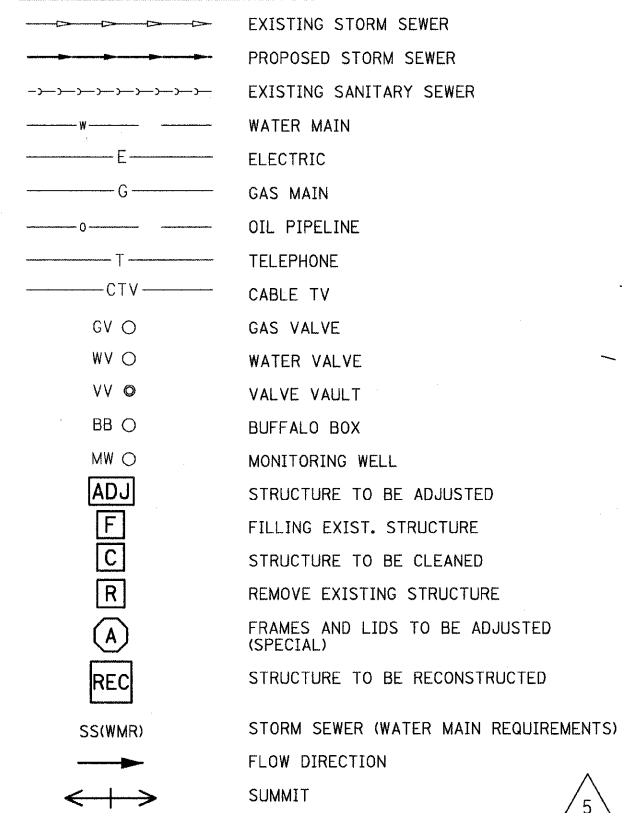 EXISTING STORM SEWER
PROPOSED STORM SEWER
EXISTING SANITARY SEWER
W WATER MAIN
E ELECTRIC
G GAS MAIN
O OIL PIPELINE
T TELEPHONE
CTV CABLE TV
GV GAS VALVE
WV WATER VALVE
VV VALVE VAULT
BB BUFFALO BOX
MW MONITORING WELL
ADJ STRUCTURE TO BE ADJUSTED
F FILLING EXIST. STRUCTURE
C STRUCTURE TO BE CLEANED
R REMOVE EXISTING STRUCTURE
A FRAMES AND LIDS TO BE ADJUSTED
(SPECIAL)
REC STRUCTURE TO BE RECONSTRUCTED
SS(WMR) STORM SEWER (WATER MAIN REQUIREMENTS)
FLOW DIRECTION
SUMMIT
5